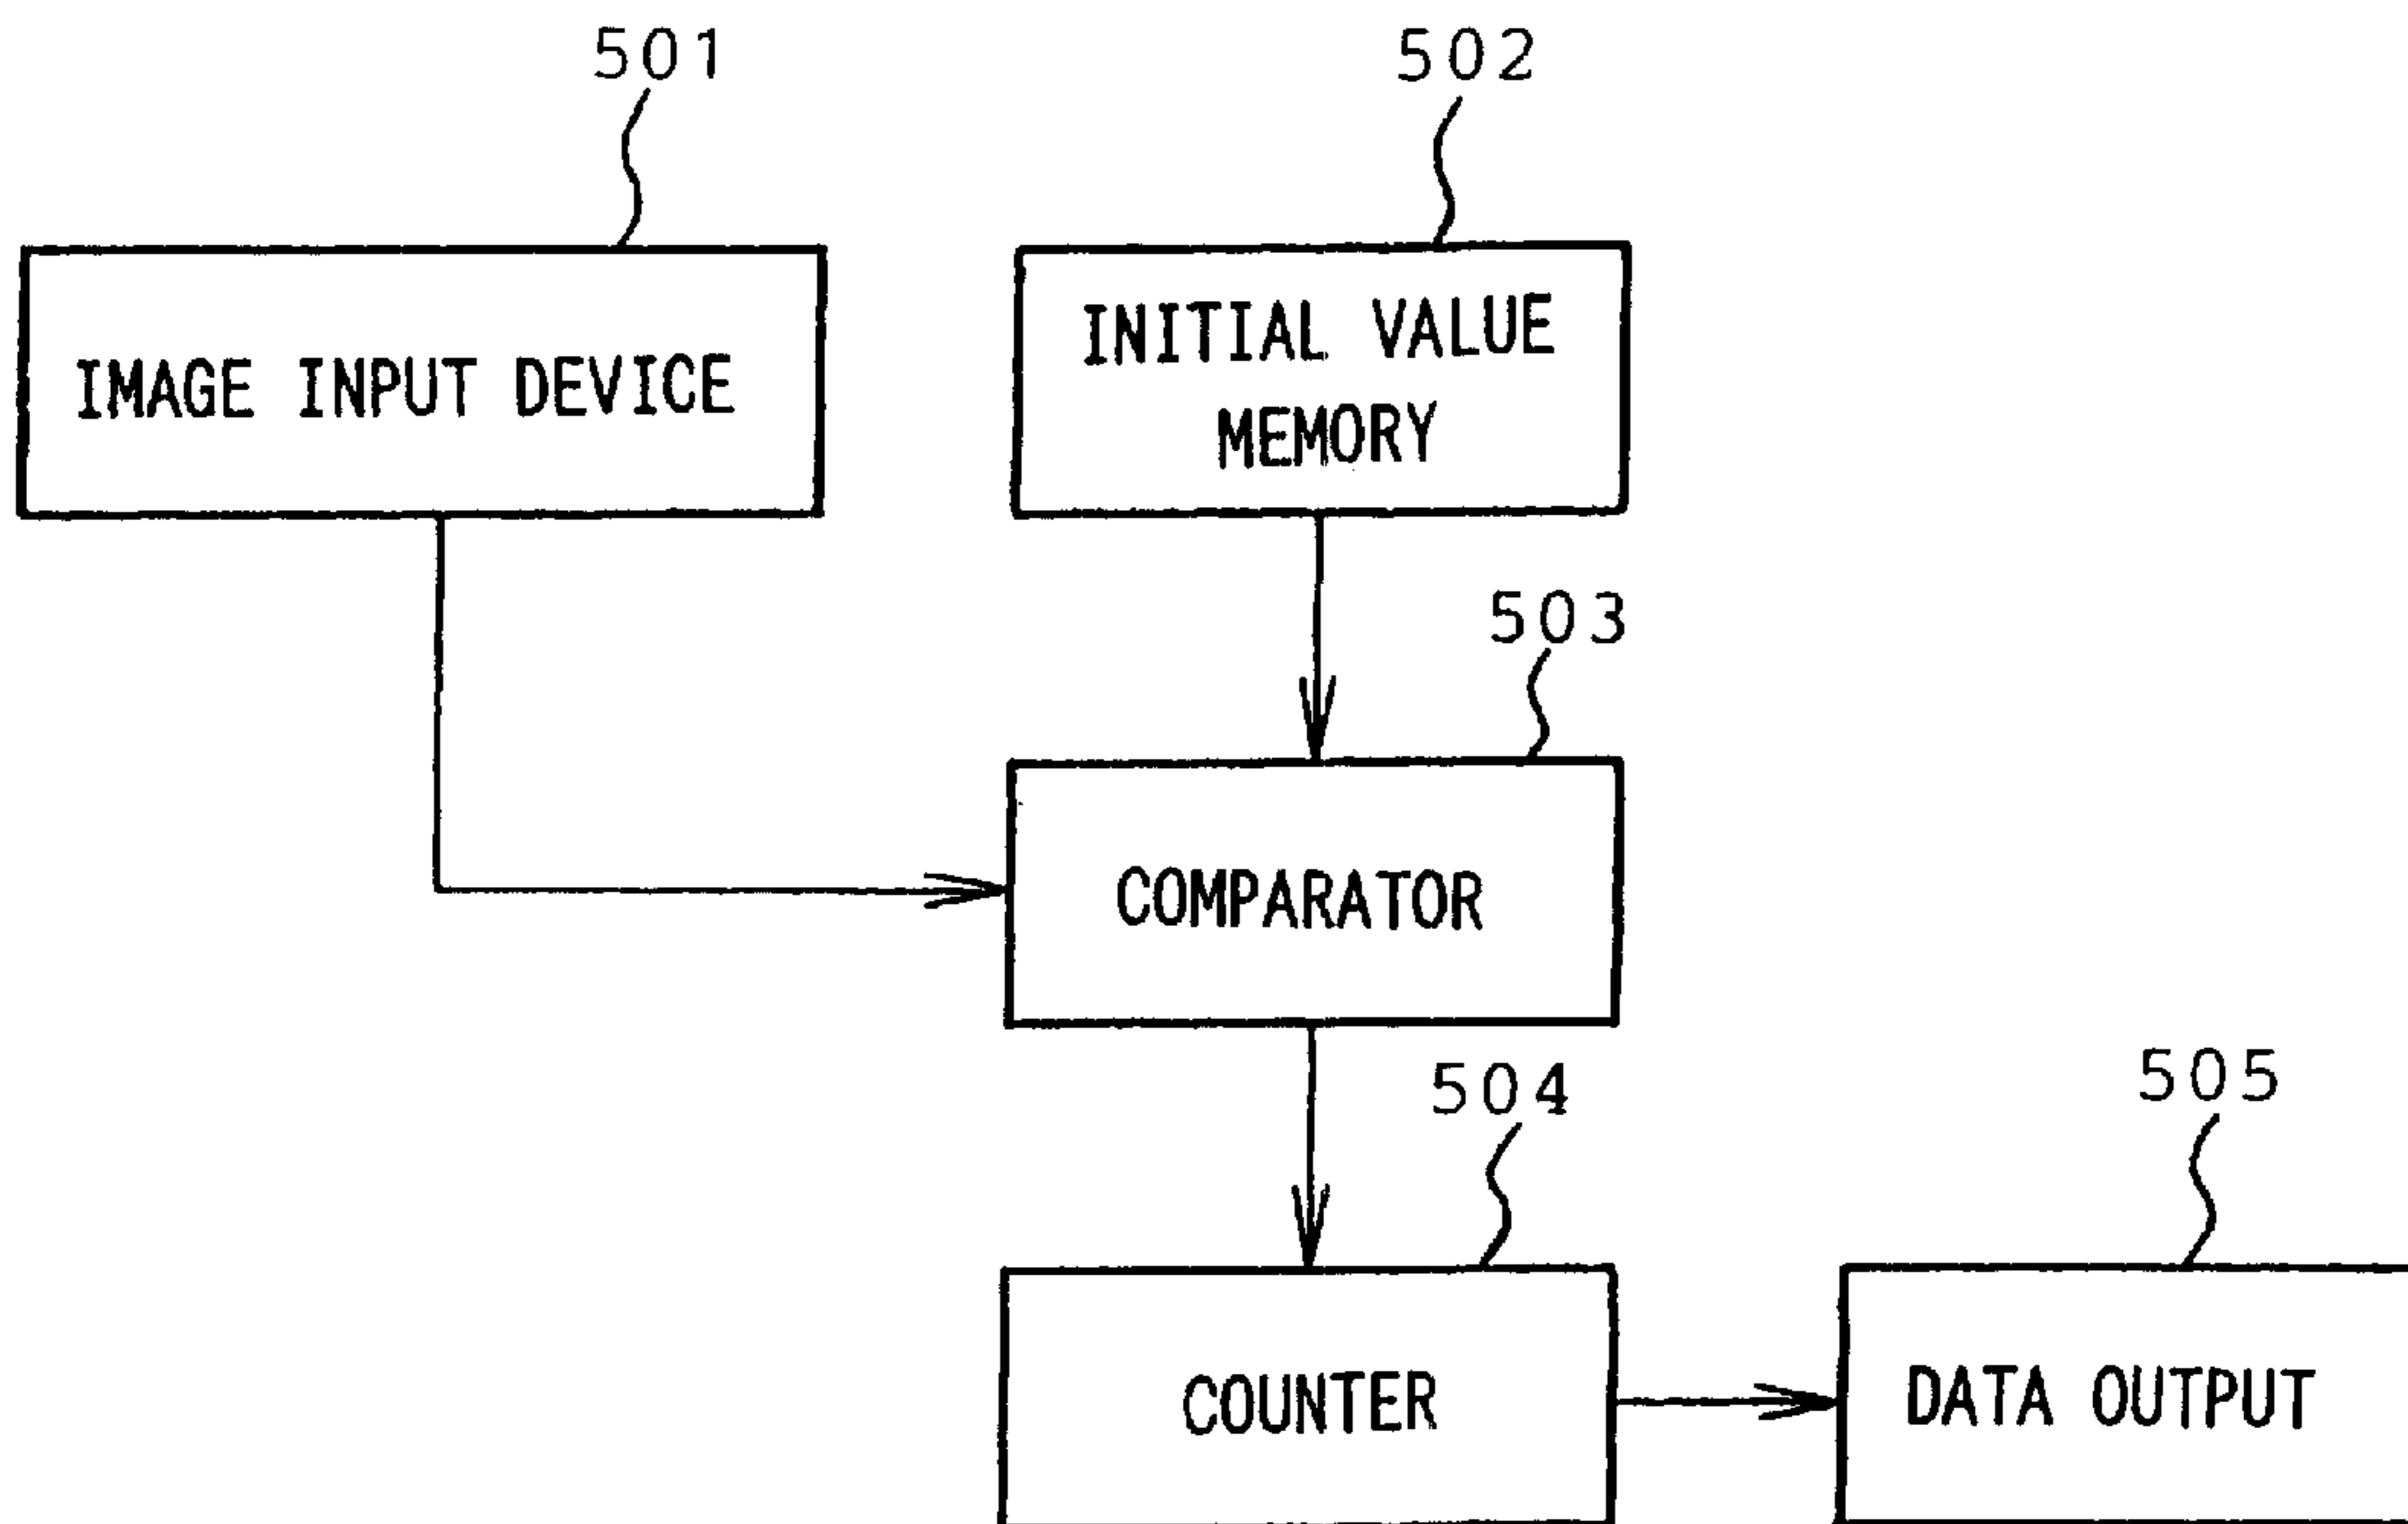 501
502
IMAGE INPUT DEVICE
INITIAL VALUE
MEMORY
503
COMPARATOR
504
505
COUNTER
DATA OUTPUT